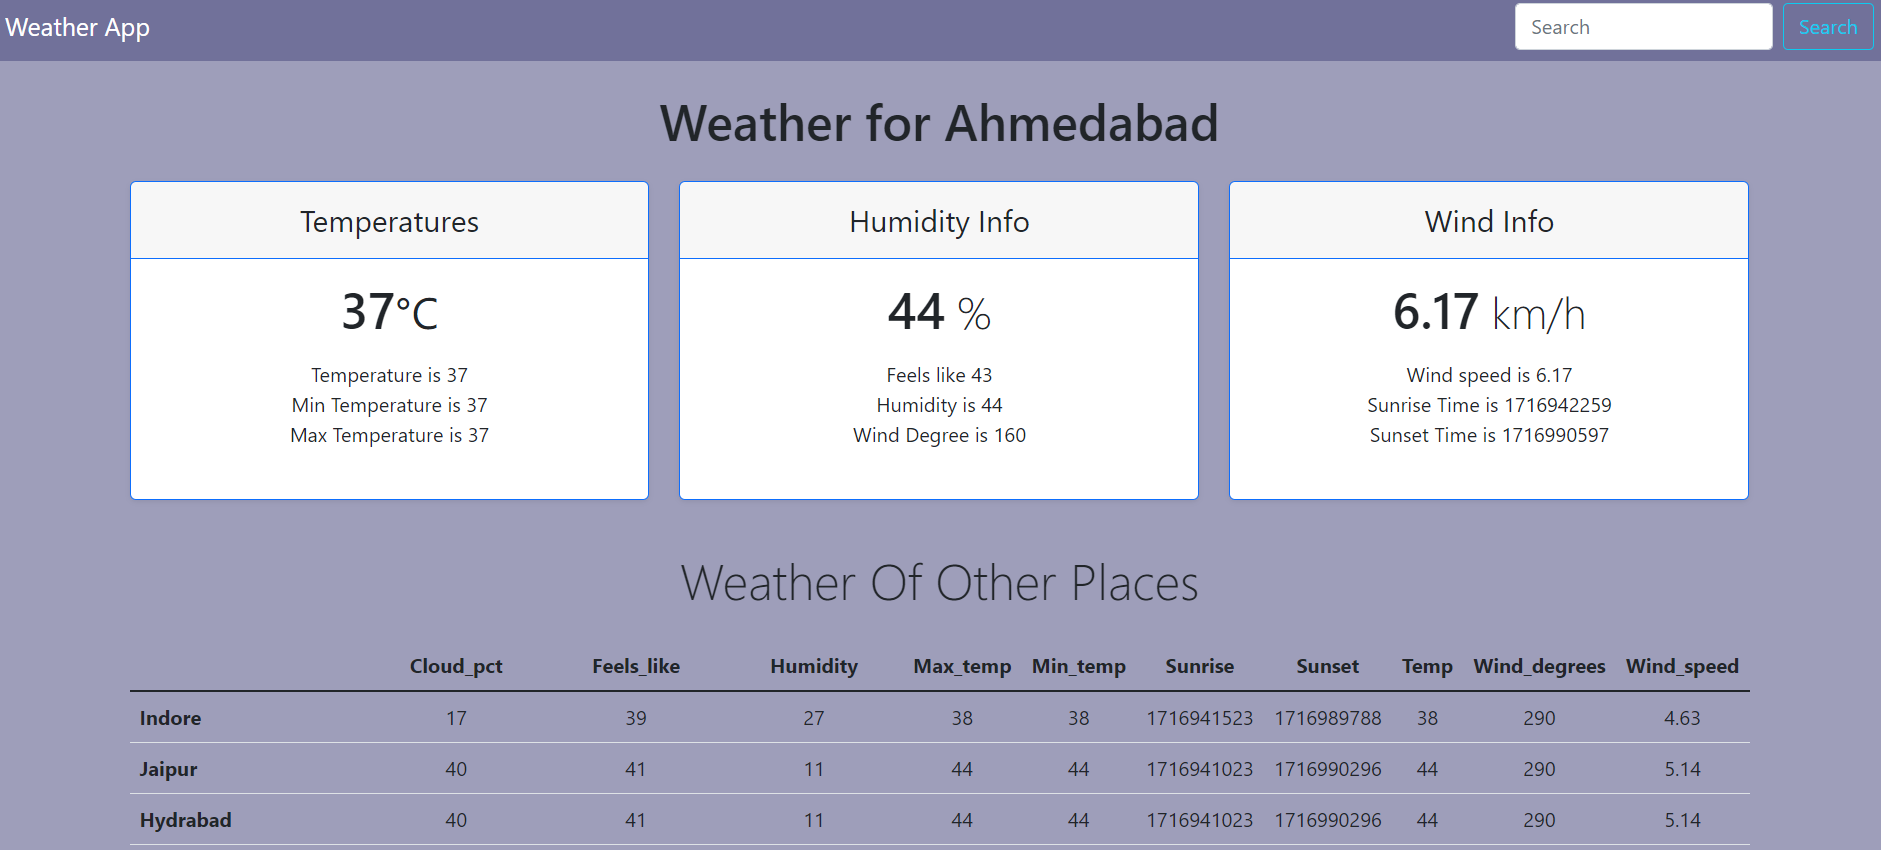 Weather App
Search
Search
Weather for Ahmedabad
Temperatures
37°C
Temperature is 37
Min Temperature is 37
Max Temperature is 37
Humidity Info
44 %
Feels like 43
Humidity is 44
Wind Degree is 160
Wind Info
6.17 km/h
Wind speed is 6.17
Sunrise Time is 1716942259
Sunset Time is 1716990597
Weather Of Other Places
Cloud_pct Feels_like Humidity Max_temp Min_temp Sunrise Sunset Temp Wind_degrees Wind_speed
Indore 17 39 27 38 38 1716941523 1716989788 38 290 4.63
Jaipur 40 41 11 44 44 1716941023 1716990296 44 290 5.14
Hydrabad 40 41 11 44 44 1716941023 1716990296 44 290 5.14